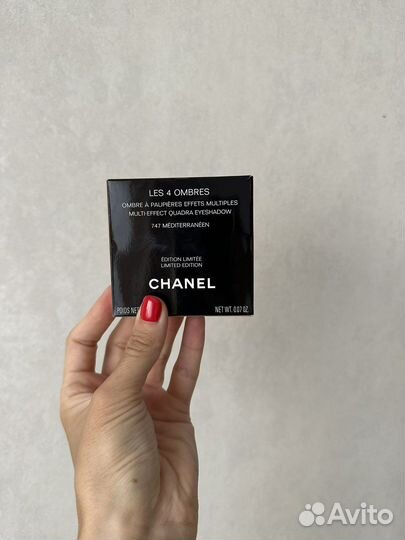 LES 4 OMBRES
OMBRE À PAUPIÈRES EFFETS MULTIPLES
MULTI-EFFECT QUADRA EYESHADOW
747 MÉDITERRANÉEN
ÉDITION LIMITÉE
LIMITED EDITION
CHANEL
POIDS NET NET WT. 0.07 OZ.
Avito